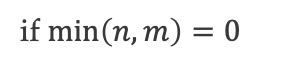 if min(𝑛, 𝑚) = 0